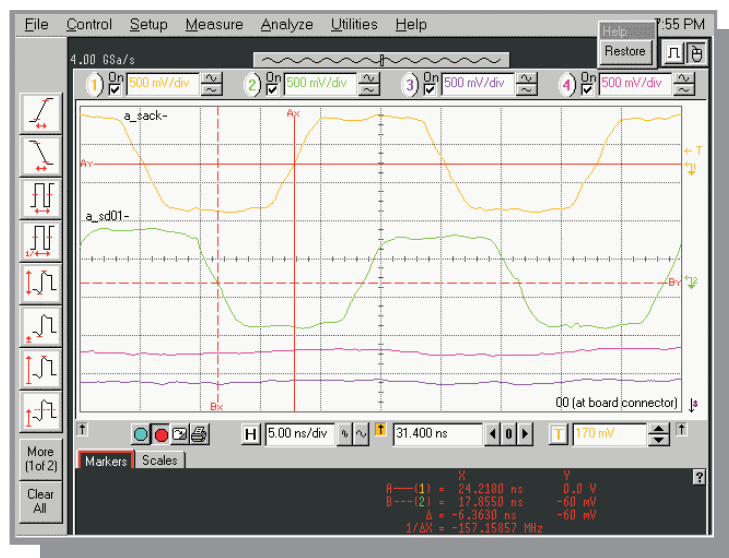 File Control Setup Measure Analyze Utilities Help 7:55 PM
Help
Restore
4.00 GSa/s
1 On 500 mV/div 2 On 500 mV/div 3 On 500 mV/div 4 On 500 mV/div
a_sack-
Ax
T
Ay
1
a_sd01-
By 2
Bx
00 (at board connector)
H 5.00 ns/div 31.400 ns 0 T 170 mV
More
(1of 2)
Clear
All
Markers Scales
?
X Y
A---(1) = 24.2180 ns 0.0 V
B---(2) = 17.8550 ns -60 mV
Δ = -6.3630 ns -60 mV
1/ΔX = -157.15857 MHz